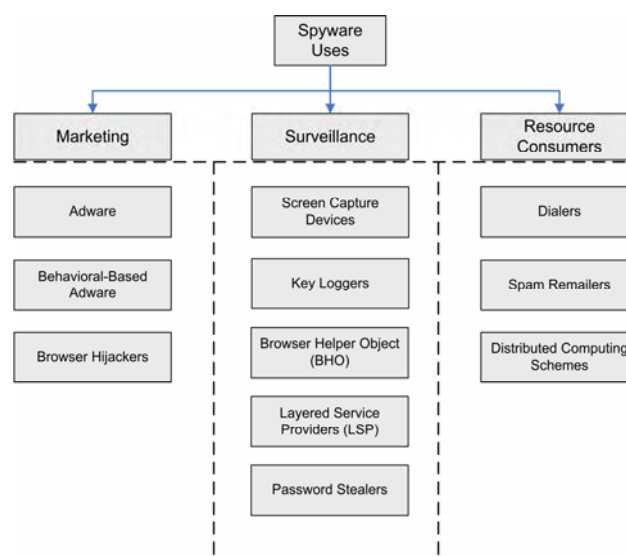 Spyware
Uses
Marketing
Surveillance
Resource
Consumers
Adware
Behavioral-Based
Adware
Browser Hijackers
Screen Capture
Devices
Key Loggers
Browser Helper Object
(BHO)
Layered Service
Providers (LSP)
Password Stealers
Dialers
Spam Remailers
Distributed Computing
Schemes